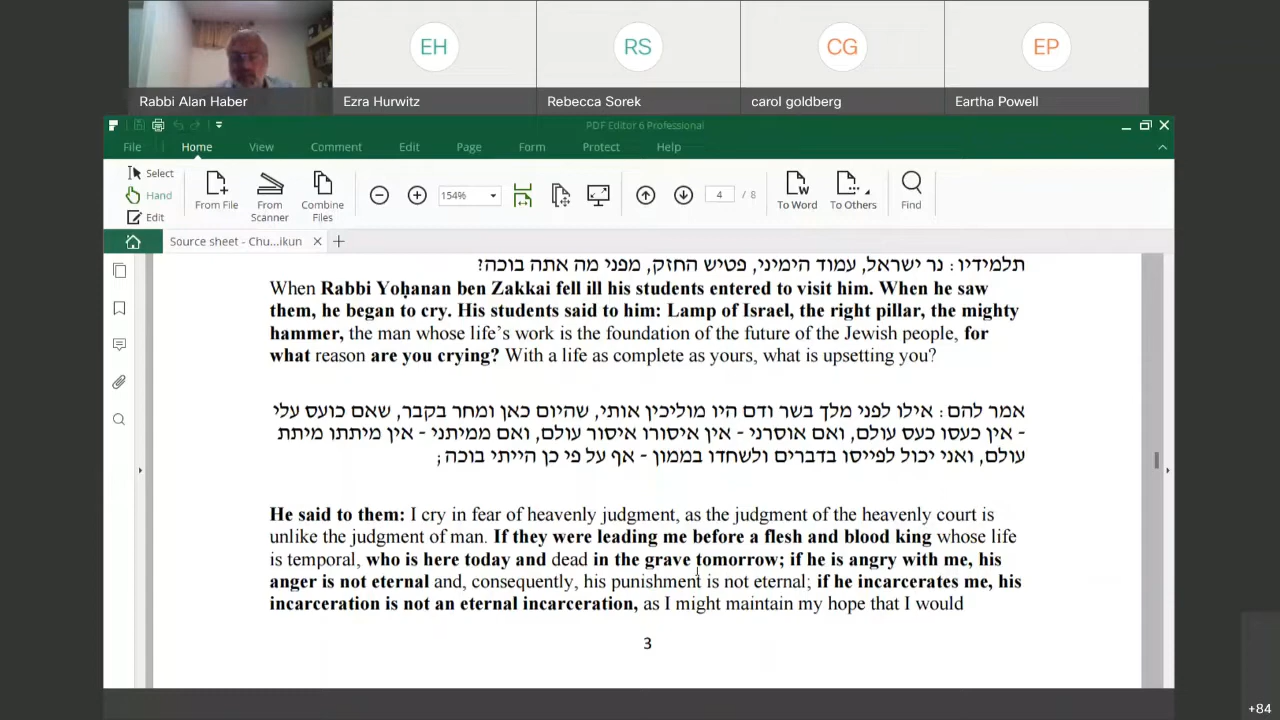 EH
RS
CG
EP
Rabbi Alan Haber
Ezra Hurwitz
Rebecca Sorek
carol goldberg
Eartha Powell
PDF Editor 6 Professional
File Home View Comment Edit Page Form Protect Help
Select
Hand
Edit
From File
From Scanner
Combine Files
154%
4 / 8
To Word
To Others
Find
Source sheet - Chu...ikun
תלמידיו: נר ישראל, עמוד הימיני, פטיש החזק, מפני מה אתה בוכה?
When Rabbi Yoḥanan ben Zakkai fell ill his students entered to visit him. When he saw
them, he began to cry. His students said to him: Lamp of Israel, the right pillar, the mighty
hammer, the man whose life's work is the foundation of the future of the Jewish people, for
what reason are you crying? With a life as complete as yours, what is upsetting you?
אמר להם: אילו לפני מלך בשר ודם היו מוליכין אותי, שהיום כאן ומחר בקבר, שאם כועס עלי
- אין כעסו כעס עולם, ואם אוסרני - אין איסורו איסור עולם, ואם ממיתני - אין מיתתו מיתת
עולם, ואני יכול לפייסו בדברים ולשחדו בממון - אף על פי כן הייתי בוכה;
He said to them: I cry in fear of heavenly judgment, as the judgment of the heavenly court is
unlike the judgment of man. If they were leading me before a flesh and blood king whose life
is temporal, who is here today and dead in the grave tomorrow; if he is angry with me, his
anger is not eternal and, consequently, his punishment is not eternal; if he incarcerates me, his
incarceration is not an eternal incarceration, as I might maintain my hope that I would
3
+84